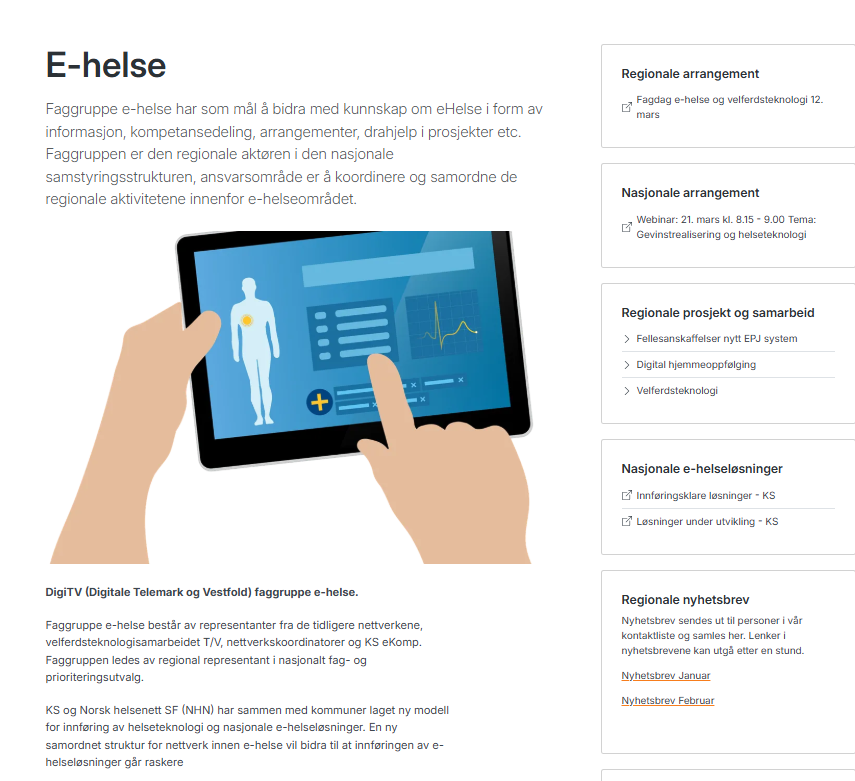 E-helse
Faggruppe e-helse har som mål å bidra med kunnskap om eHelse i form av
informasjon, kompetansedeling, arrangementer, drahjelp i prosjekter etc.
Faggruppen er den regionale aktøren i den nasjonale
samstyringsstrukturen, ansvarsområde er å koordinere og samordne de
regionale aktivitetene innenfor e-helseområdet.
DigiTV (Digitale Telemark og Vestfold) faggruppe e-helse.
Faggruppe e-helse består av representanter fra de tidligere nettverkene,
velferdsteknologisamarbeidet T/V, nettverkskoordinatorer og KS eKomp.
Faggruppen ledes av regional representant i nasjonalt fag- og
prioriteringsutvalg.
KS og Norsk helsenett SF (NHN) har sammen med kommuner laget ny modell
for innføring av helseteknologi og nasjonale e-helseløsninger. En ny
samordnet struktur for nettverk innen e-helse vil bidra til at innføringen av e-
helseløsninger går raskere
Regionale arrangement
Fagdag e-helse og velferdsteknologi 12.
mars
Nasjonale arrangement
Webinar: 21. mars kl. 8.15 - 9.00 Tema:
Gevinstrealisering og helseteknologi
Regionale prosjekt og samarbeid
Fellesanskaffelser nytt EPJ system
Digital hjemmeoppfølging
Velferdsteknologi
Nasjonale e-helseløsninger
Innføringsklare løsninger - KS
Løsninger under utvikling - KS
Regionale nyhetsbrev
Nyhetsbrev sendes ut til personer i vår
kontaktliste og samles her. Lenker i
nyhetsbrevene kan utgå etter en stund.
Nyhetsbrev Januar
Nyhetsbrev Februar